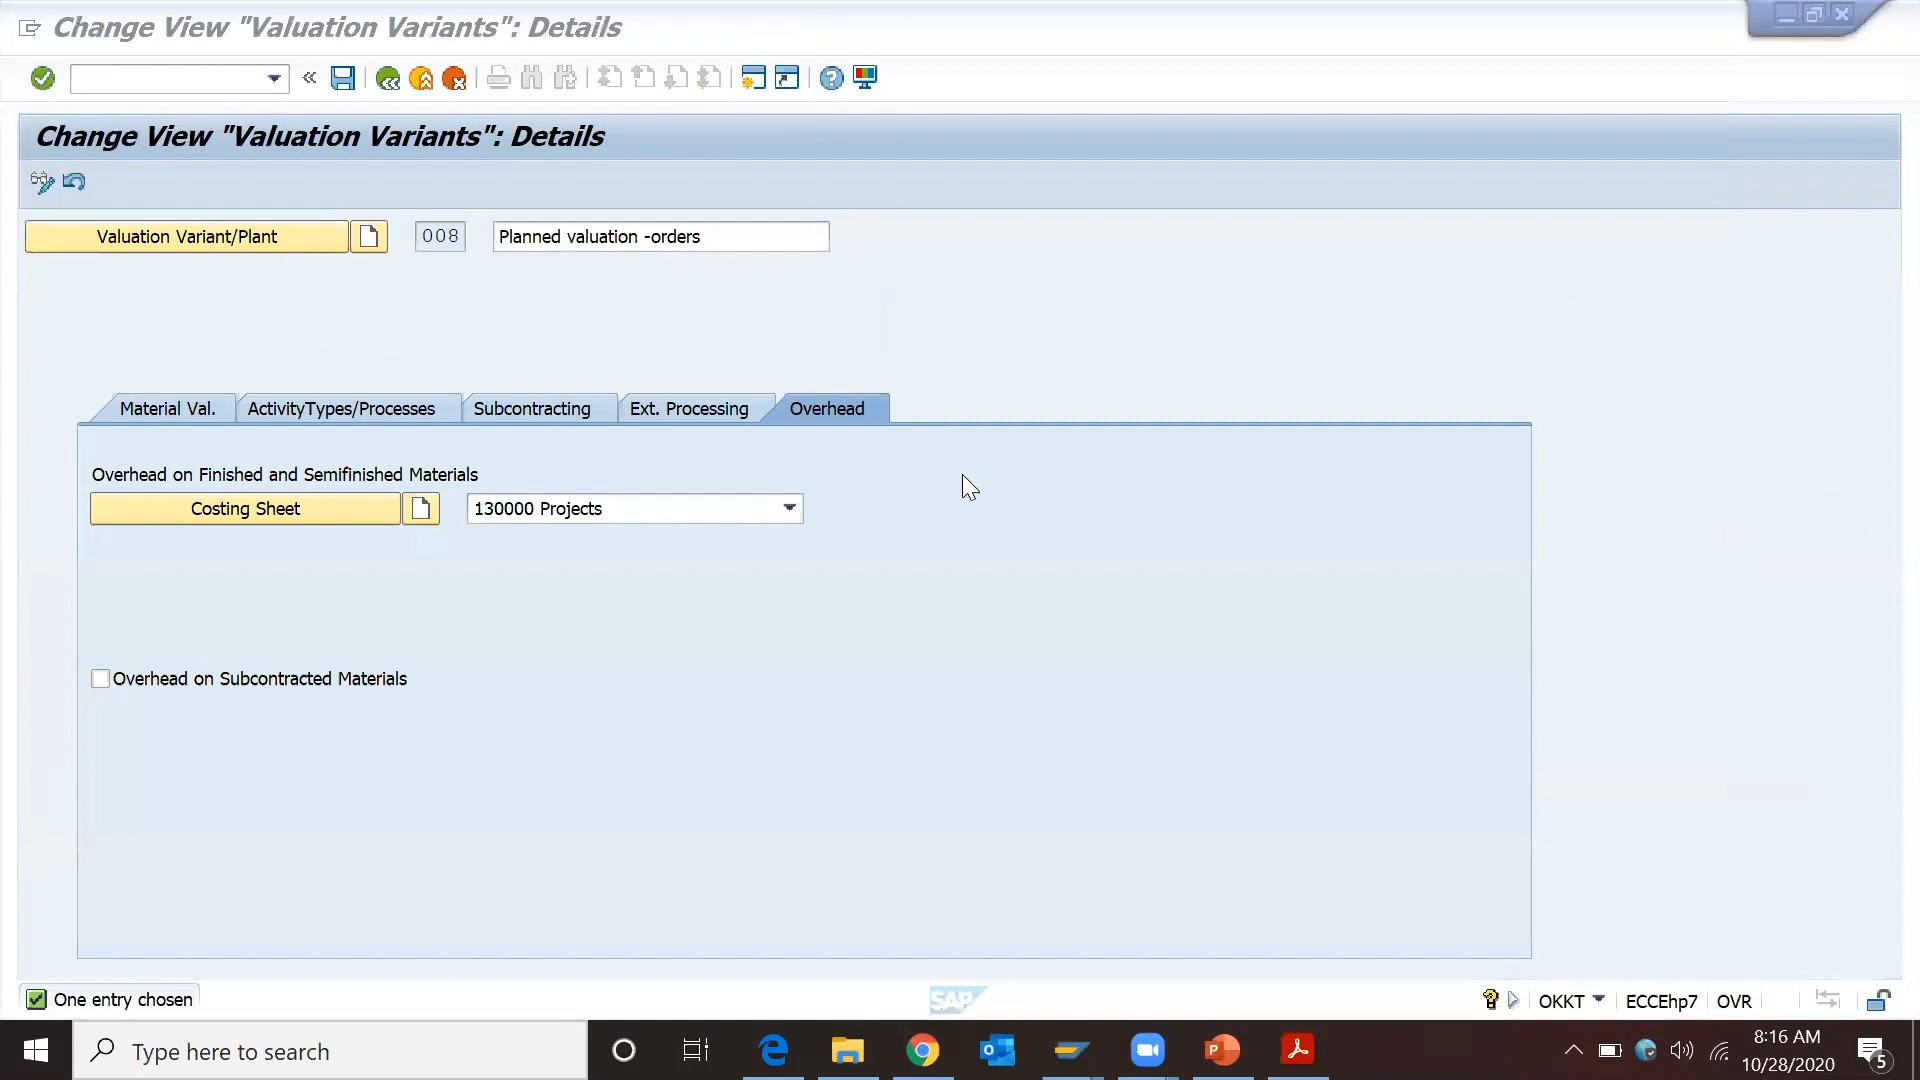 Change View "Valuation Variants": Details
Change View "Valuation Variants": Details
Valuation Variant/Plant 008 Planned valuation -orders
Material Val. ActivityTypes/Processes Subcontracting Ext. Processing Overhead
Overhead on Finished and Semifinished Materials
Costing Sheet 130000 Projects
Overhead on Subcontracted Materials
One entry chosen SAP OKKT ECCEhp7 OVR
Type here to search
8:16 AM
10/28/2020
5